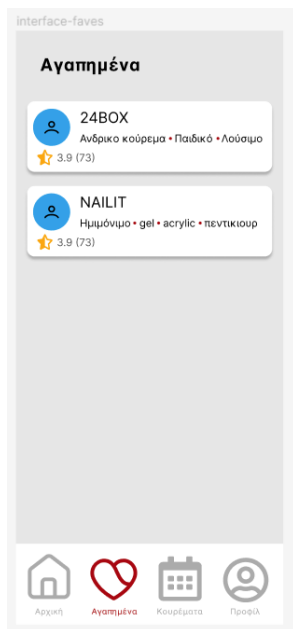 interface-faves
Αγαπημένα
24BOX
Ανδρικο κούρεμα • Παιδικό • Λούσιμο
3.9 (73)
NAILIT
Ημιμόνιμο • gel • acrylic • πεντικιουρ
3.9 (73)
Αρχική Αγαπημένα Κουρέματα Προφίλ